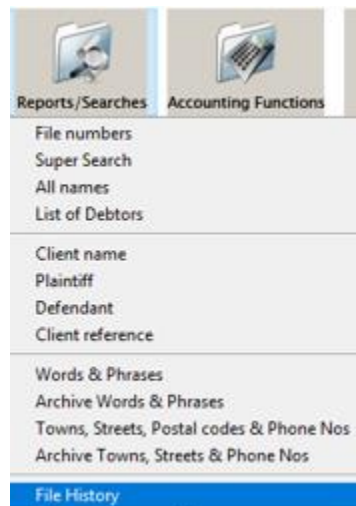 Reports/Searches
Accounting Functions
File numbers
Super Search
All names
List of Debtors
Client name
Plaintiff
Defendant
Client reference
Words & Phrases
Archive Words & Phrases
Towns, Streets, Postal codes & Phone Nos
Archive Towns, Streets & Phone Nos
File History